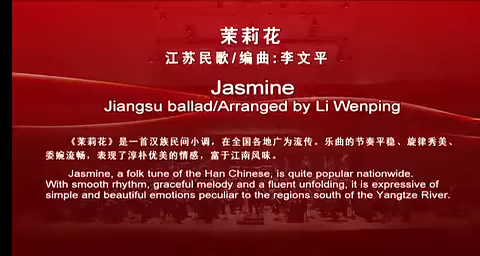 茉莉花
江苏民歌/编曲:李文平
Jasmine
Jiangsu ballad/Arranged by Li Wenping
《茉莉花》是一首汉族民间小调，在全国各地广为流传。乐曲的节奏平稳、旋律秀美、
委婉流畅，表现了淳朴优美的情感，富于江南风味。
Jasmine, a folk tune of the Han Chinese, is quite popular nationwide.
With smooth rhythm, graceful melody and a fluent unfolding, it is expressive of
simple and beautiful emotions peculiar to the regions south of the Yangtze River.